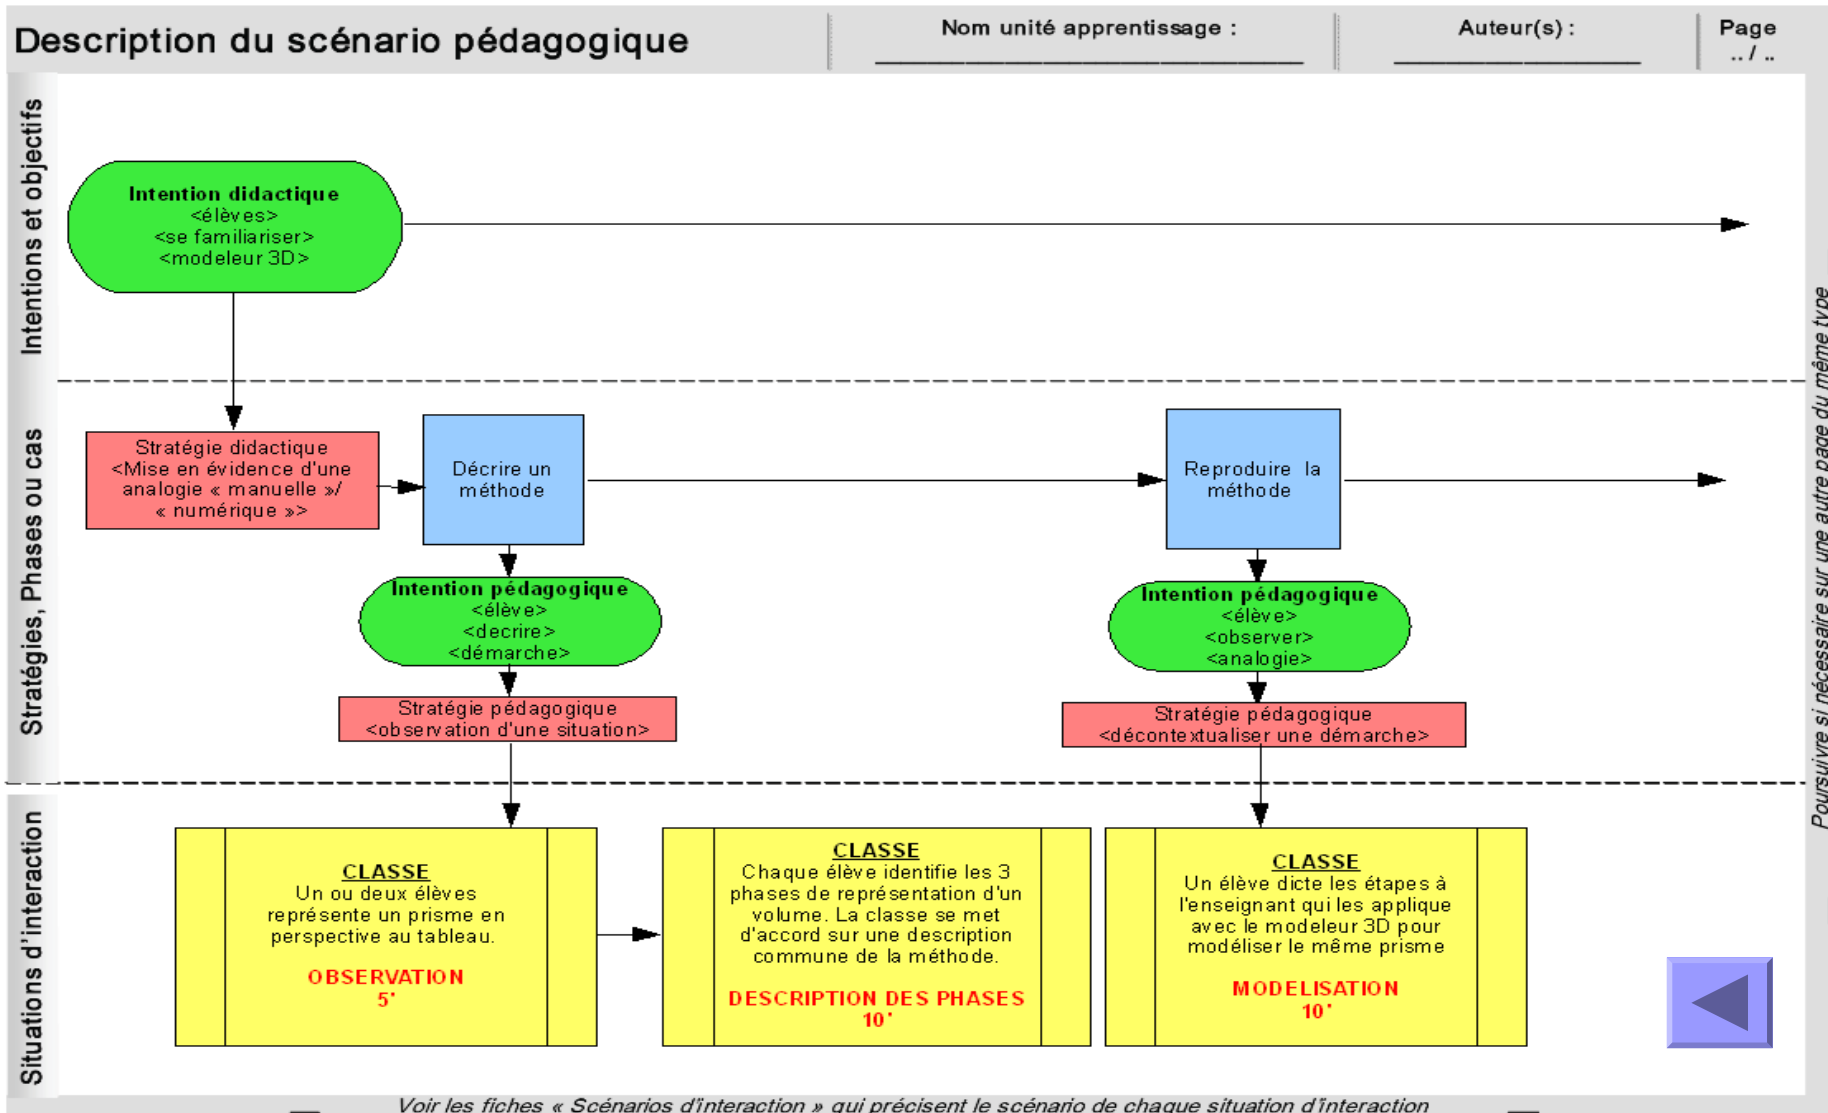 Description du scénario pédagogique
Nom unité apprentissage :
Auteur(s) :
Page
.. / ..
Intentions et objectifs
Intention didactique
<élèves>
<se familiariser>
<modeleur 3D>
Stratégies, Phases ou cas
Stratégie didactique
<Mise en évidence d'une
analogie « manuelle »/
« numérique »>
Décrire un
méthode
Reproduire la
méthode
Intention pédagogique
<élève>
<decrire>
<démarche>
Intention pédagogique
<élève>
<observer>
<analogie>
Stratégie pédagogique
<observation d'une situation>
Stratégie pédagogique
<décontextualiser une démarche>
Situations d'interaction
CLASSE
Un ou deux élèves
représente un prisme en
perspective au tableau.
OBSERVATION
5'
CLASSE
Chaque élève identifie les 3
phases de représentation d'un
volume. La classe se met
d'accord sur une description
commune de la méthode.
DESCRIPTION DES PHASES
10'
CLASSE
Un élève dicte les étapes à
l'enseignant qui les applique
avec le modeleur 3D pour
modéliser le même prisme
MODELISATION
10'
Poursuivre si nécessaire sur une autre page du même type
Voir les fiches « Scénarios d'interaction » qui précisent le scénario de chaque situation d'interaction